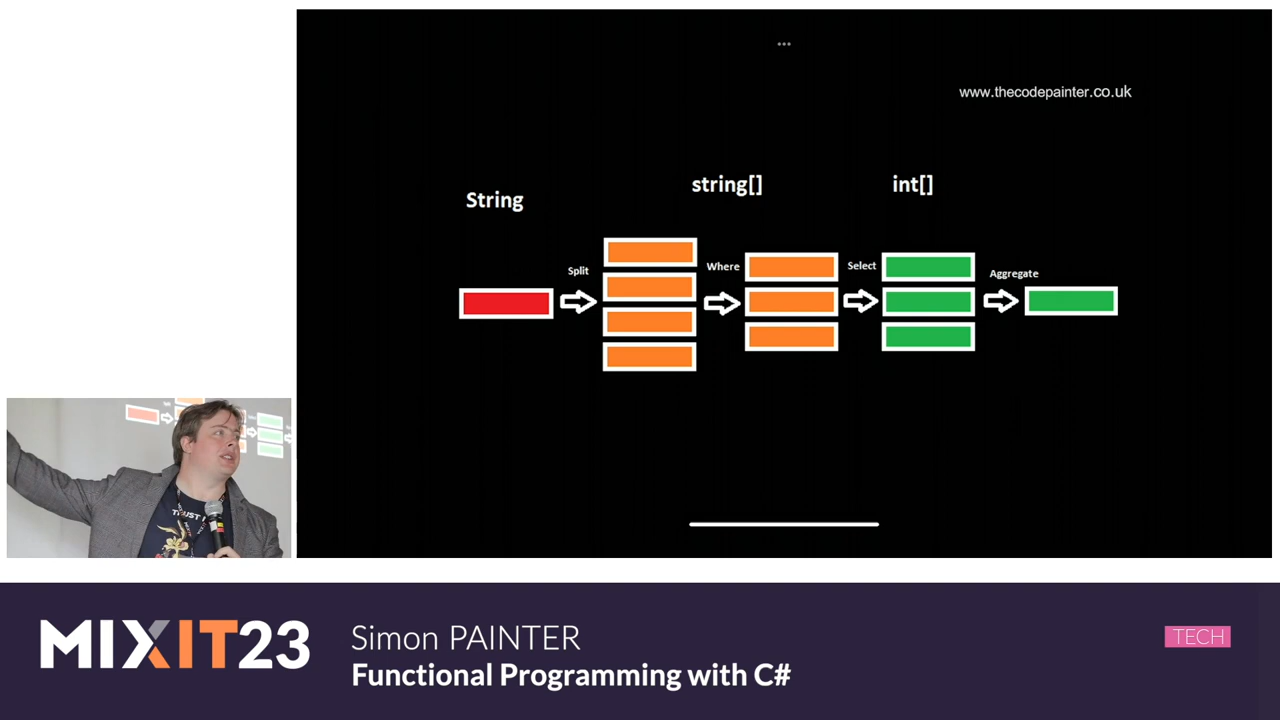 •••
www.thecodepainter.co.uk
String
string[]
int[]
Split
Where
Select
Aggregate
MIXIT23
Simon PAINTER
Functional Programming with C#
TECH